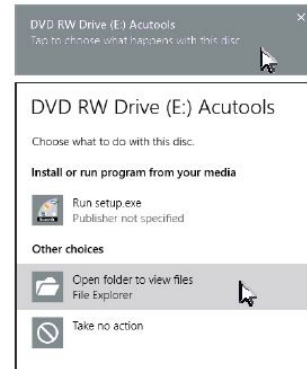 DVD RW Drive (E:) Acutools
Tap to choose what happens with this disc
DVD RW Drive (E:) Acutools
Choose what to do with this disc.
Install or run program from your media
Run setup.exe
Publisher not specified
Other choices
Open folder to view files
File Explorer
Take no action